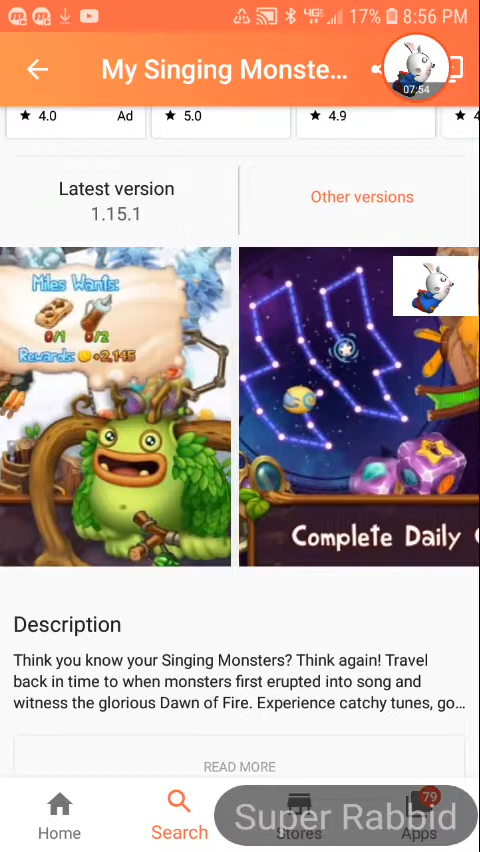 4GE 17% 8:56 PM
My Singing Monste...
07:54
★ 4.0 Ad ★ 5.0 ★ 4.9 ★ 4
Latest version
1.15.1
Other versions
Miles Wants:
0/1 0/2
Rewards: +2,145
Complete Daily
Description
Think you know your Singing Monsters? Think again! Travel
back in time to when monsters first erupted into song and
witness the glorious Dawn of Fire. Experience catchy tunes, go...
READ MORE
79
Home Search Stores Apps
Super Rabbid